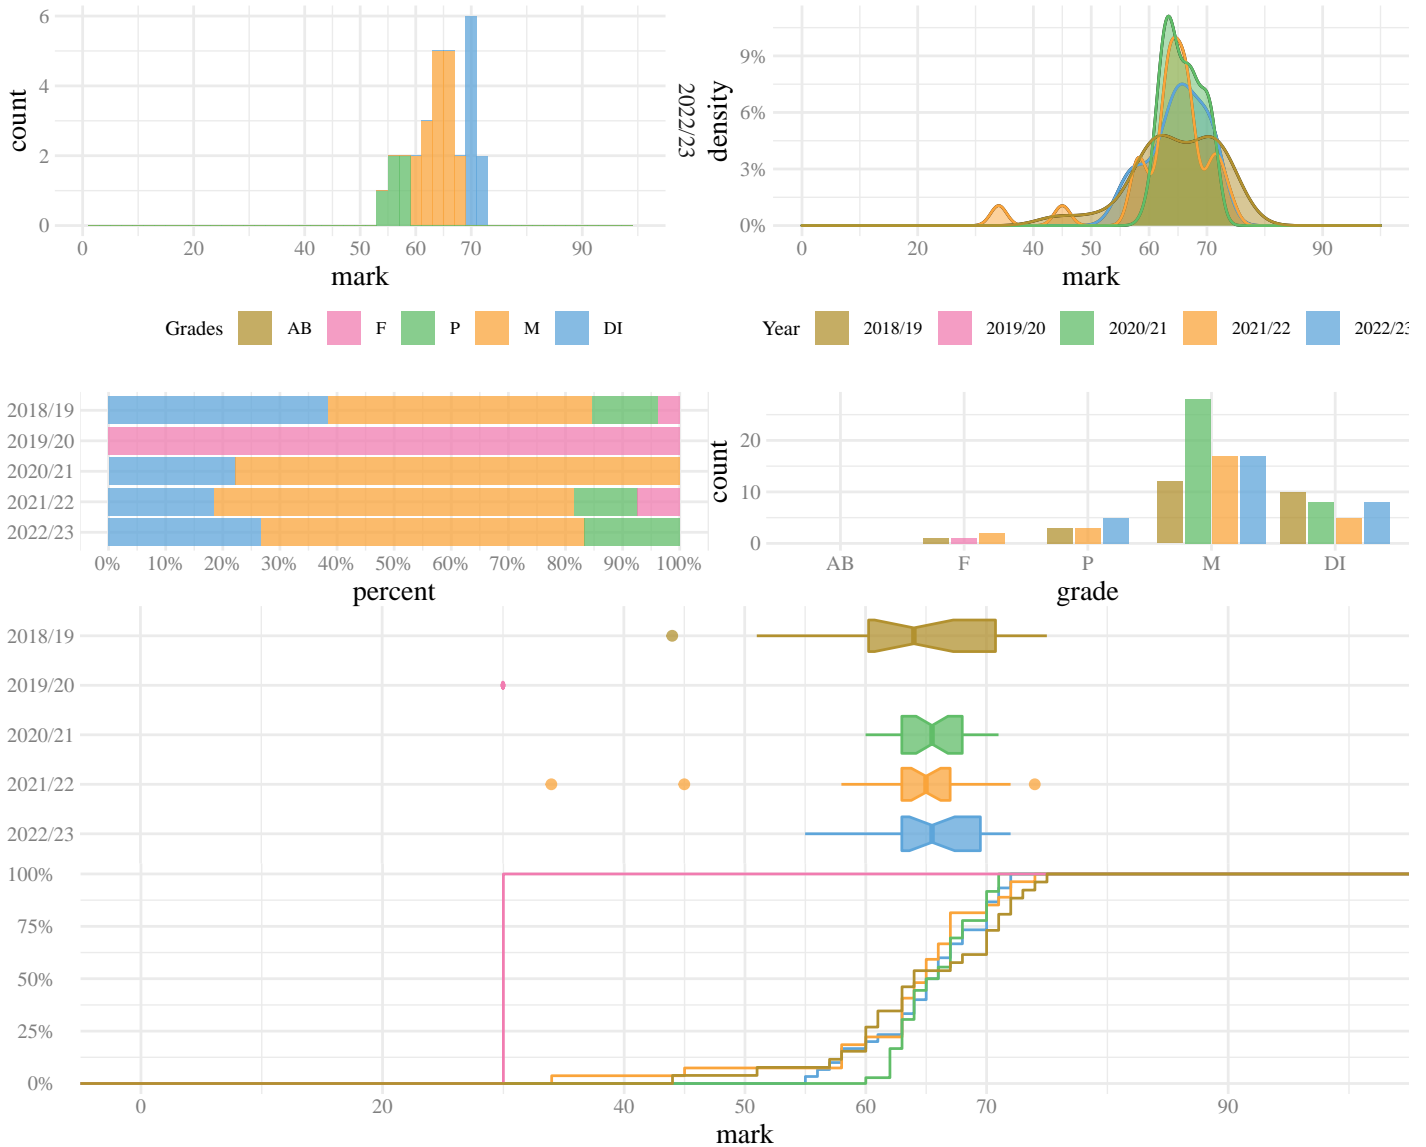 6
4
2
0
count
0 20 40 50 60 70 90
mark
2022/23
9%
6%
3%
0%
density
0 20 40 50 60 70 90
mark
Grades AB F P M DI
Year 2018/19 2019/20 2020/21 2021/22 2022/23
2018/19
2019/20
2020/21
2021/22
2022/23
0% 10% 20% 30% 40% 50% 60% 70% 80% 90% 100%
percent
20
10
0
count
AB F P M DI
grade
2018/19
2019/20
2020/21
2021/22
2022/23
100%
75%
50%
25%
0%
0 20 40 50 60 70 90
mark